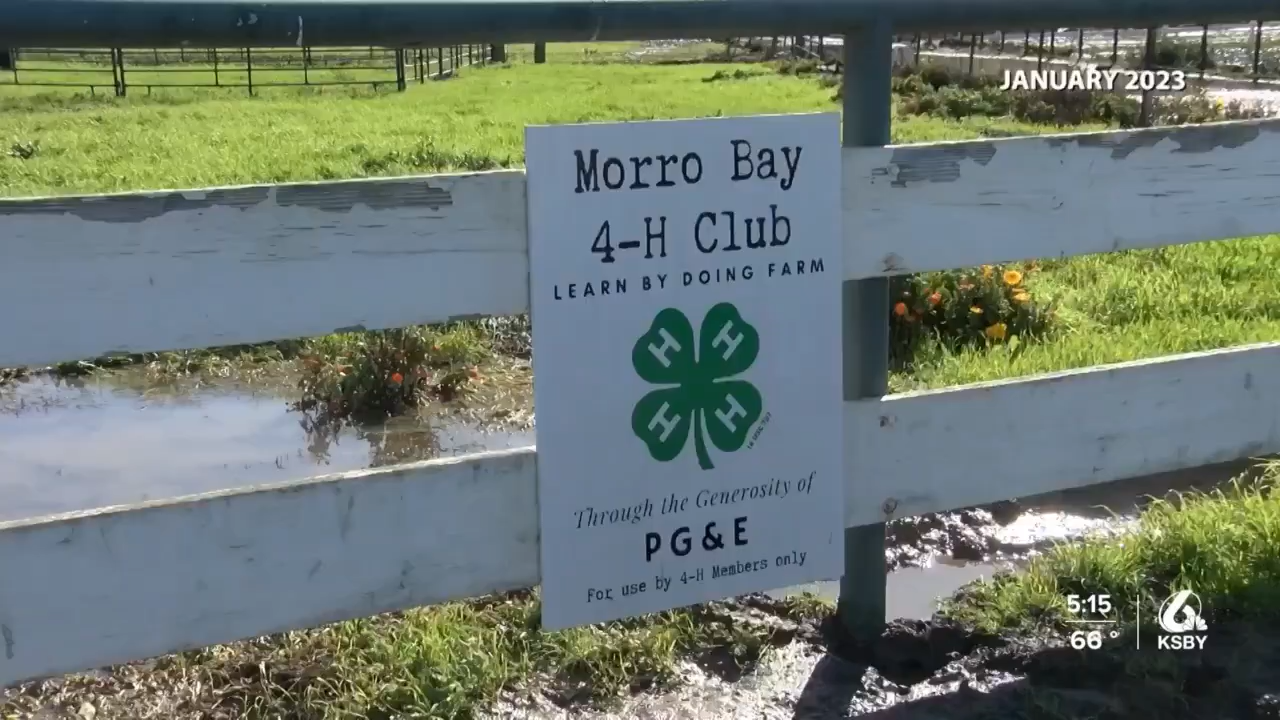 JANUARY 2023
Morro Bay
4-H Club
LEARN BY DOING FARM
H H
H H
Through the Generosity of
PG&E
For use by 4-H Members only
5:15
66°
6
KSBY